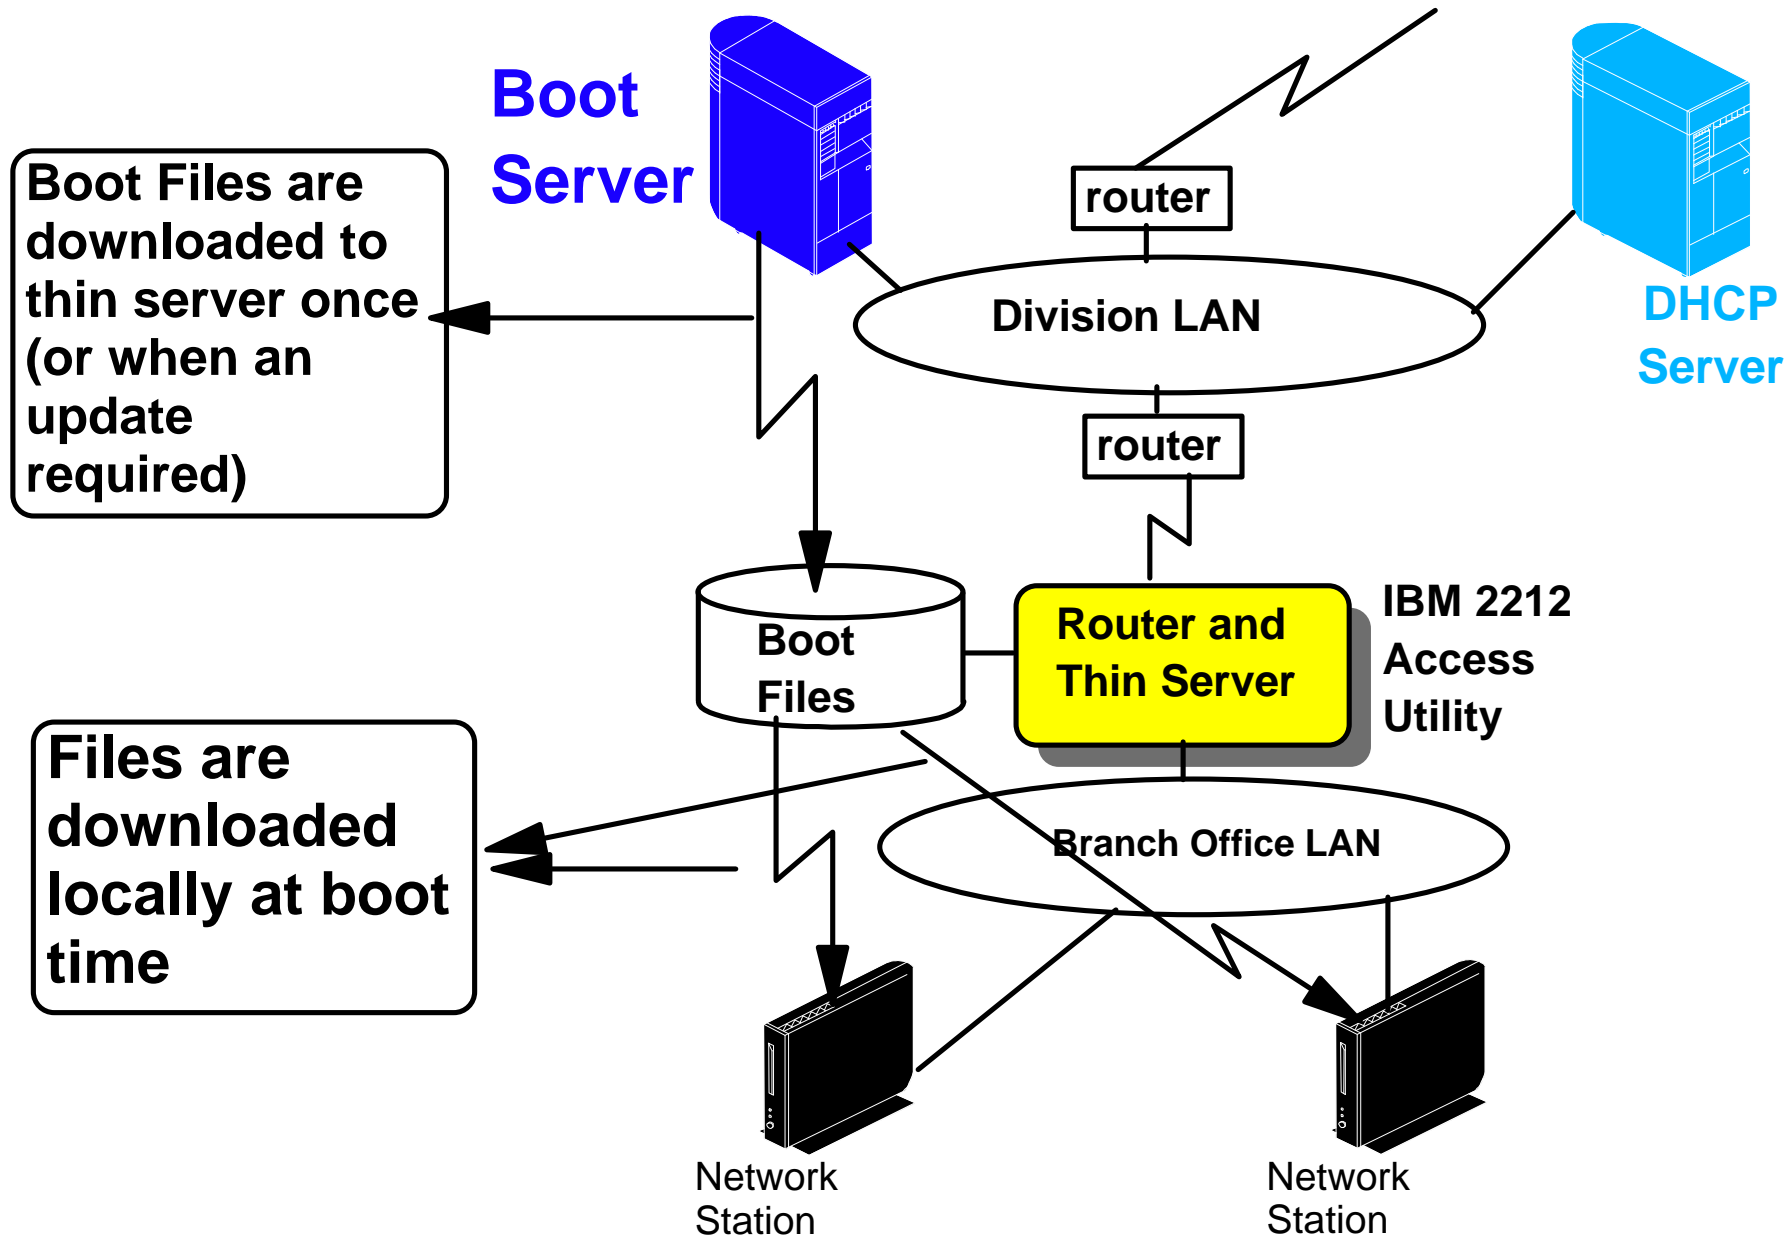 Boot
Server
Boot Files are
downloaded to
thin server once
(or when an
update
required)
router
Division LAN
DHCP
Server
router
Boot
Files
Router and
Thin Server
IBM 2212
Access
Utility
Files are
downloaded
locally at boot
time
Branch Office LAN
Network
Station
Network
Station